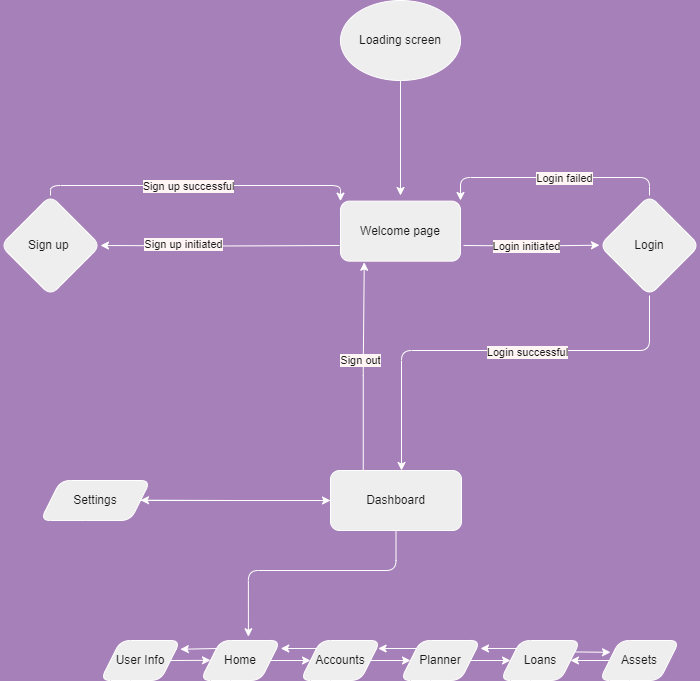 Loading screen
Sign up successful
Login failed
Sign up
Sign up initiated
Welcome page
Login initiated
Login
Sign out
Login successful
Settings
Dashboard
User Info
Home
Accounts
Planner
Loans
Assets